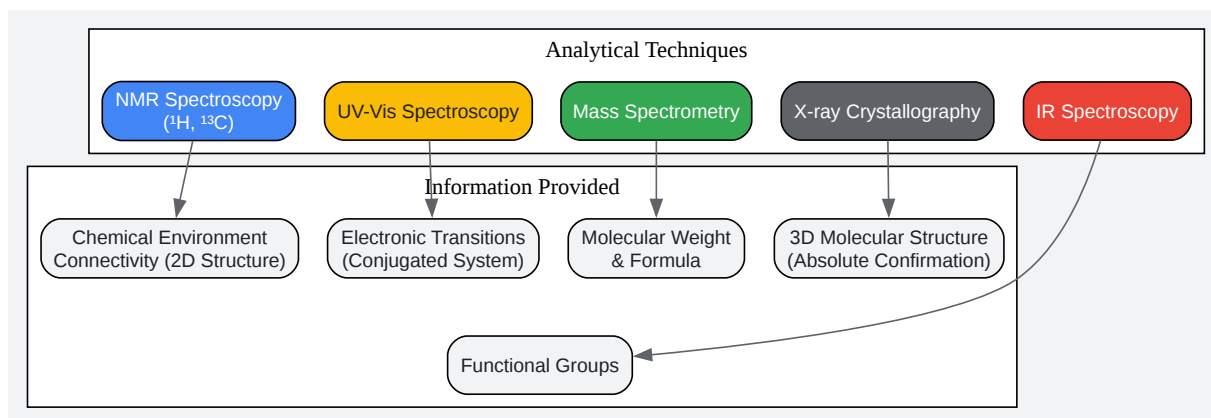 Analytical Techniques
NMR Spectroscopy
(¹H, ¹³C)
UV-Vis Spectroscopy
Mass Spectrometry
X-ray Crystallography
IR Spectroscopy
Information Provided
Chemical Environment
Connectivity (2D Structure)
Electronic Transitions
(Conjugated System)
Molecular Weight
& Formula
3D Molecular Structure
(Absolute Confirmation)
Functional Groups